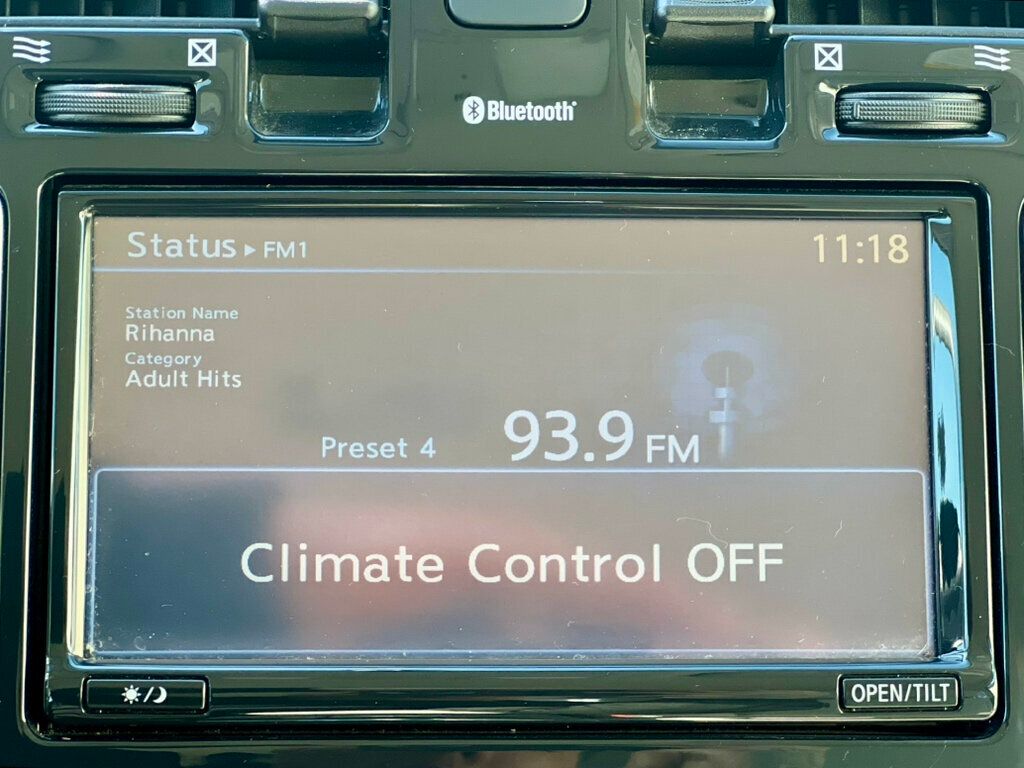 Bluetooth
Status ▸ FM1
11:18
Station Name
Rihanna
Category
Adult Hits
Preset 4
93.9 FM
Climate Control OFF
OPEN/TILT